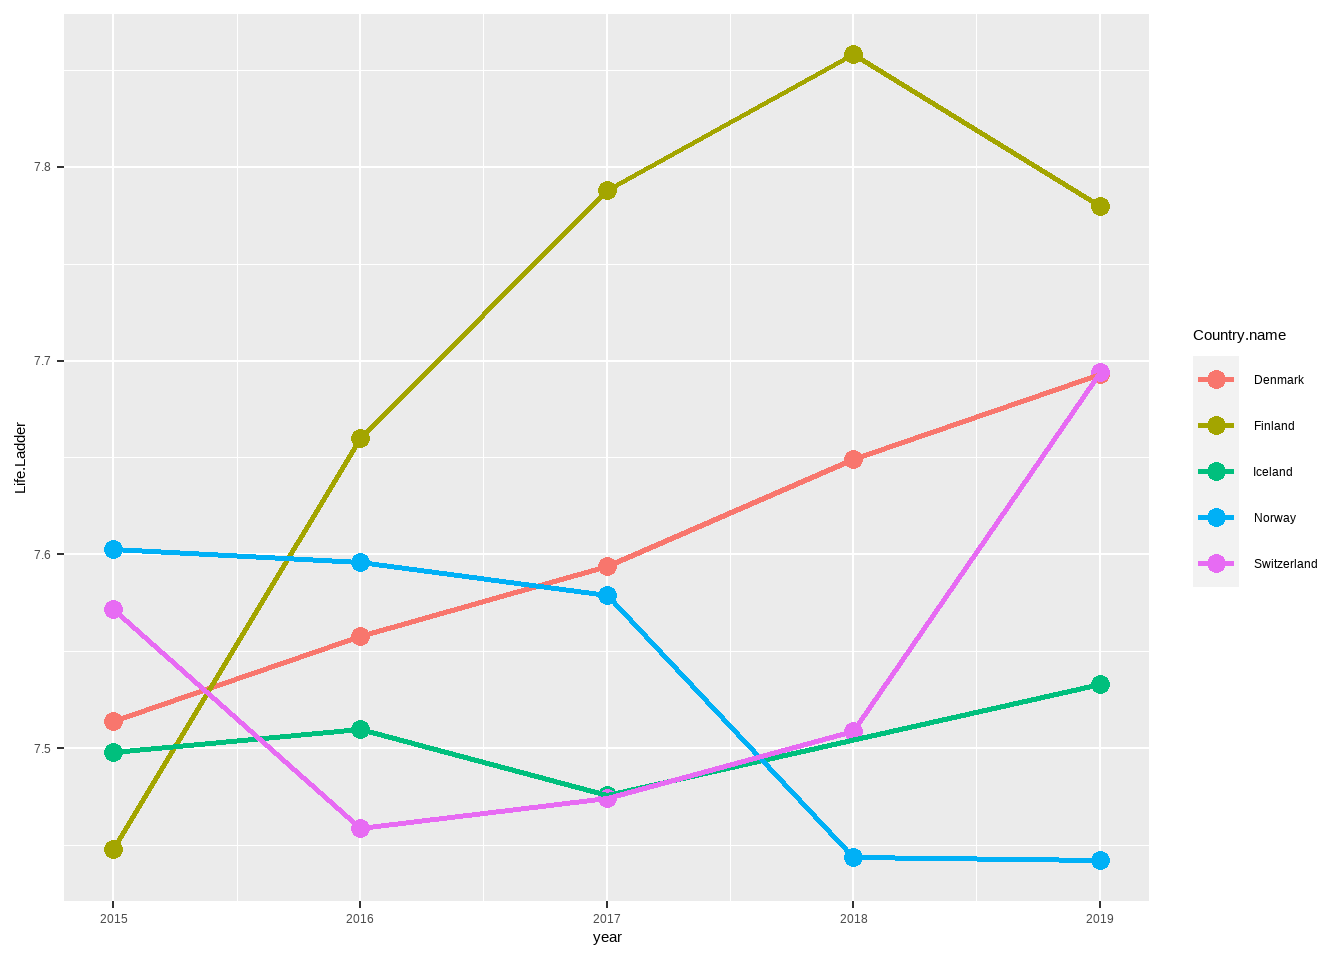 7.8
7.7
7.6
7.5
Life.Ladder
2015 2016 2017 2018 2019
year
Country.name
Denmark
Finland
Iceland
Norway
Switzerland